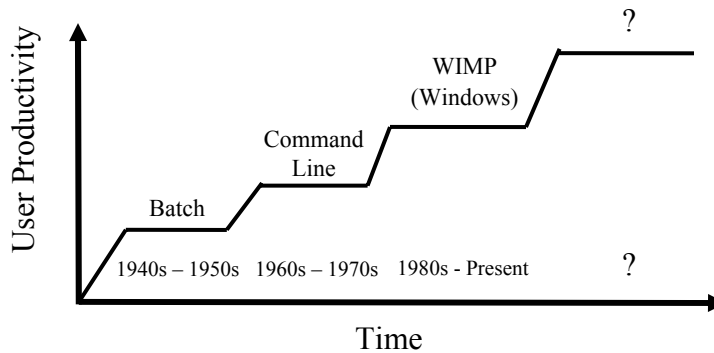 ?
WIMP
(Windows)
Command
Line
Batch
User Productivity
1940s – 1950s
1960s – 1970s
1980s - Present
?
Time